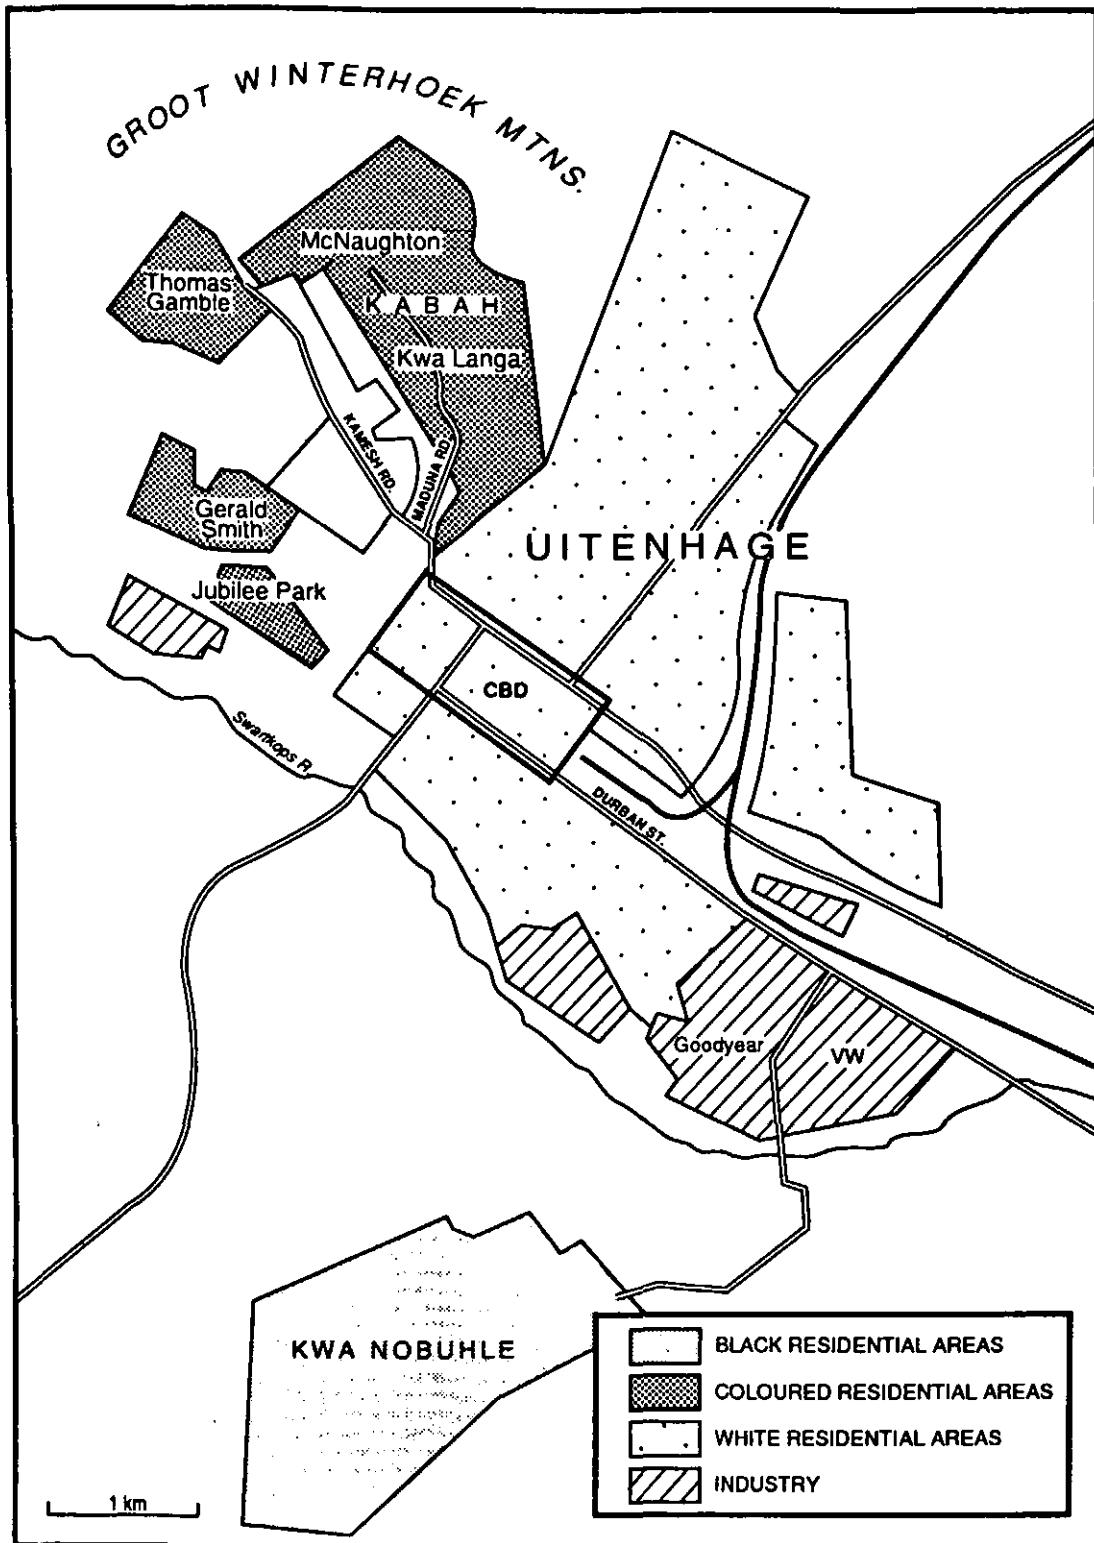 GROOT WINTERHOEK MTNS.
McNaughton
Thomas
Gamble
KABAH
Kwa Langa
KAMESH RD.
MADUNA RD.
Gerald
Smith
UITENHAGE
Jubilee Park
CBD
Swartkops R.
DURBAN ST.
Goodyear
VW
KWA NOBUHLE
BLACK RESIDENTIAL AREAS
COLOURED RESIDENTIAL AREAS
WHITE RESIDENTIAL AREAS
INDUSTRY
1 km